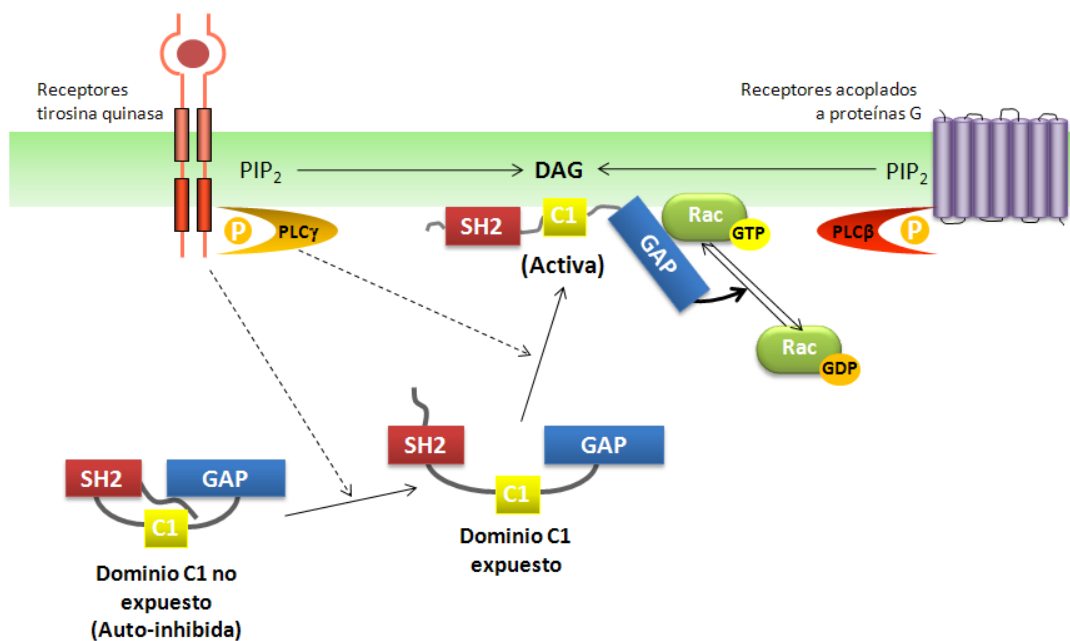 Receptores
tirosina quinasa
Receptores acoplados
a proteínas G
PIP₂
DAG
PIP₂
P
PLCγ
SH2
C1
GAP
Rac
GTP
PLCβ
P
(Activa)
Rac
GDP
SH2
GAP
C1
Dominio C1
expuesto
SH2
GAP
C1
Dominio C1 no
expuesto
(Auto-inhibida)